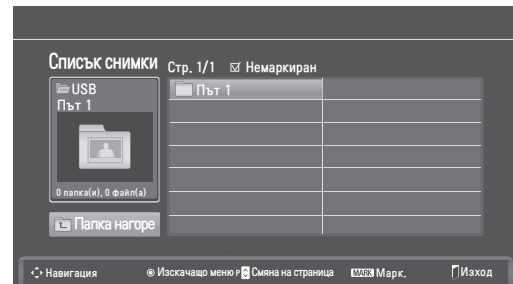 Списък снимки
Стр. 1/1 Немаркиран
USB
Път 1
Път 1
0 папка(и), 0 файл(а)
Папка нагоре
Навигация Изскачащо меню P Смяна на страница МАRК Марк. Изход